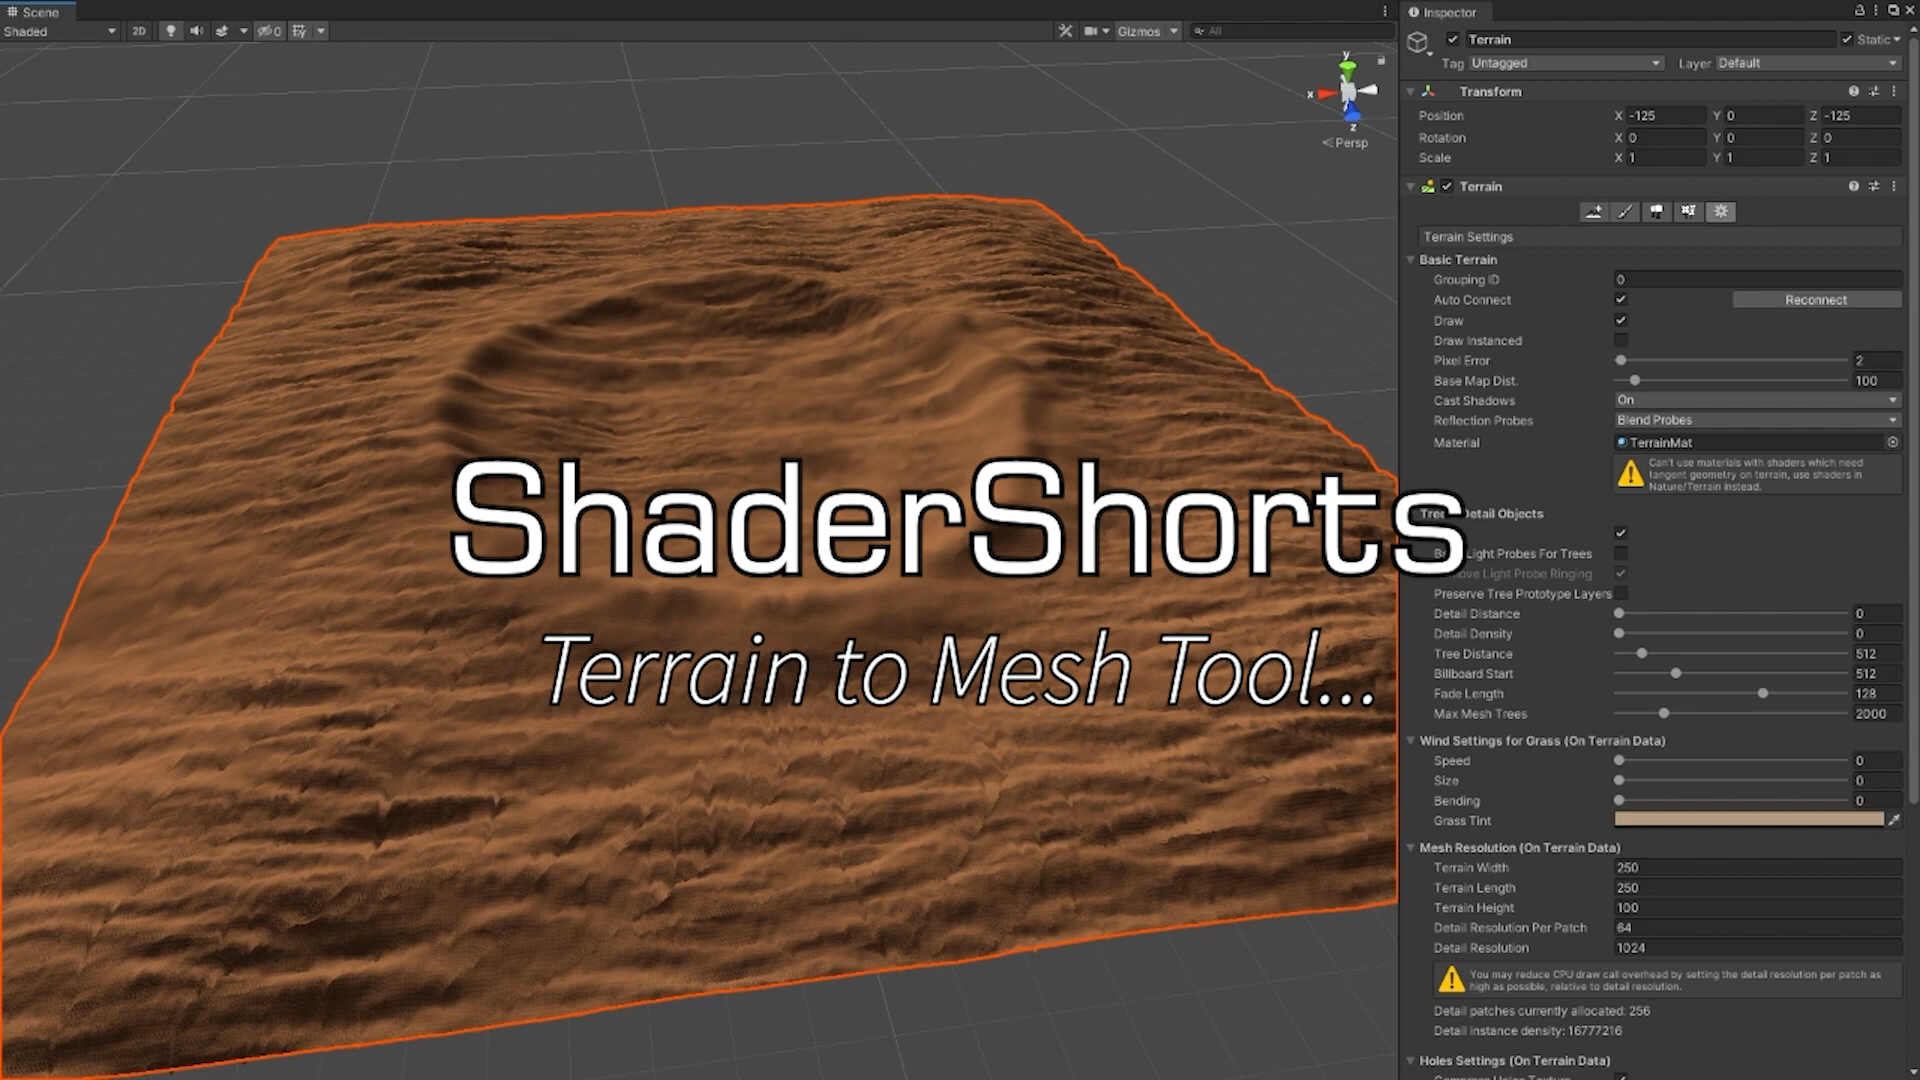 Scene
Shaded
2D
0
Gizmos
All
y
x
z
Persp
ShaderShorts
Terrain to Mesh Tool...
Inspector
Terrain
Static
Tag Untagged Layer Default
Transform
Position X -125 Y 0 Z -125
Rotation X 0 Y 0 Z 0
Scale X 1 Y 1 Z 1
Terrain
Terrain Settings
Basic Terrain
Grouping ID 0
Auto Connect Reconnect
Draw
Draw Instanced
Pixel Error 2
Base Map Dist. 100
Cast Shadows On
Reflection Probes Blend Probes
Material TerrainMat
Can't use materials with shaders which need
tangent geometry on terrain, use shaders in
Nature/Terrain instead.
Detail Objects
Light Probes For Trees
Light Probe Ringing
Preserve Tree Prototype Layers
Detail Distance 0
Detail Density 0
Tree Distance 512
Billboard Start 512
Fade Length 128
Max Mesh Trees 2000
Wind Settings for Grass (On Terrain Data)
Speed 0
Size 0
Bending 0
Grass Tint
Mesh Resolution (On Terrain Data)
Terrain Width 250
Terrain Length 250
Terrain Height 100
Detail Resolution Per Patch 64
Detail Resolution 1024
You may reduce CPU draw call overhead by setting the detail resolution per patch as
high as possible, relative to detail resolution.
Detail patches currently allocated: 256
Detail instance density: 16777216
Holes Settings (On Terrain Data)